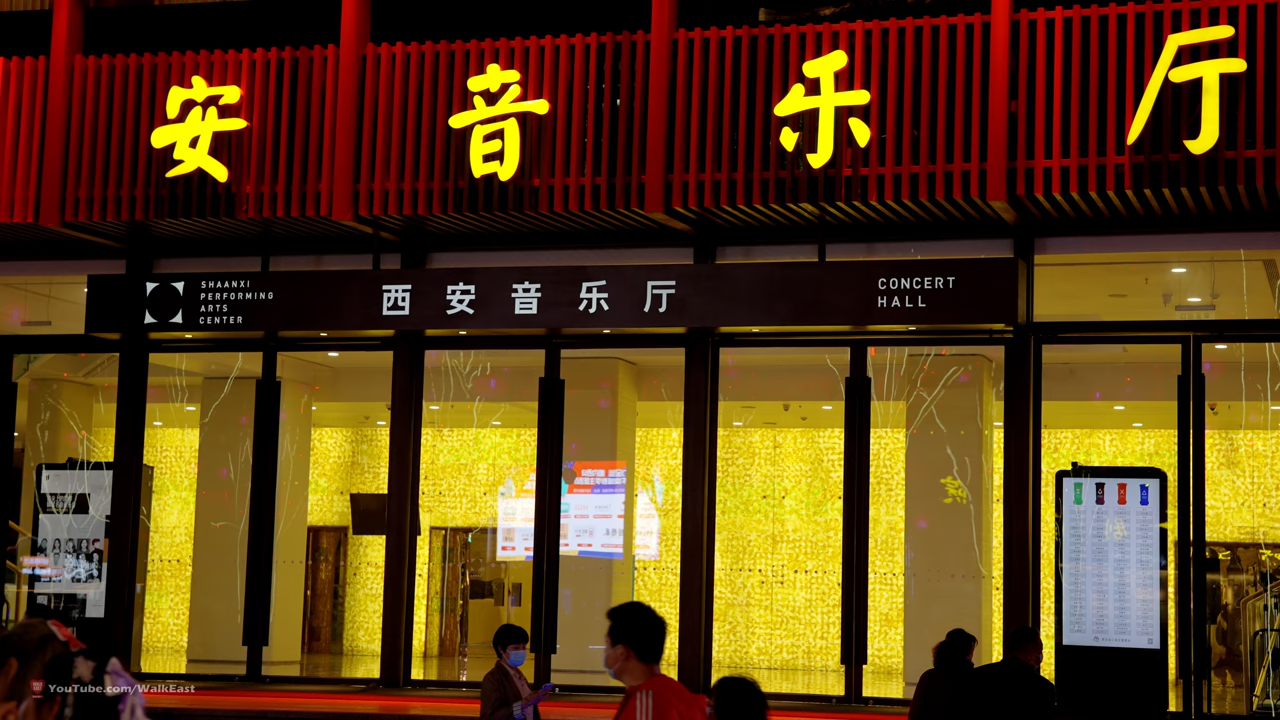 安音乐厅
SHAANXI
PERFORMING
ARTS
CENTER
西安音乐厅
CONCERT
HALL
YouTube.com/WalkEast